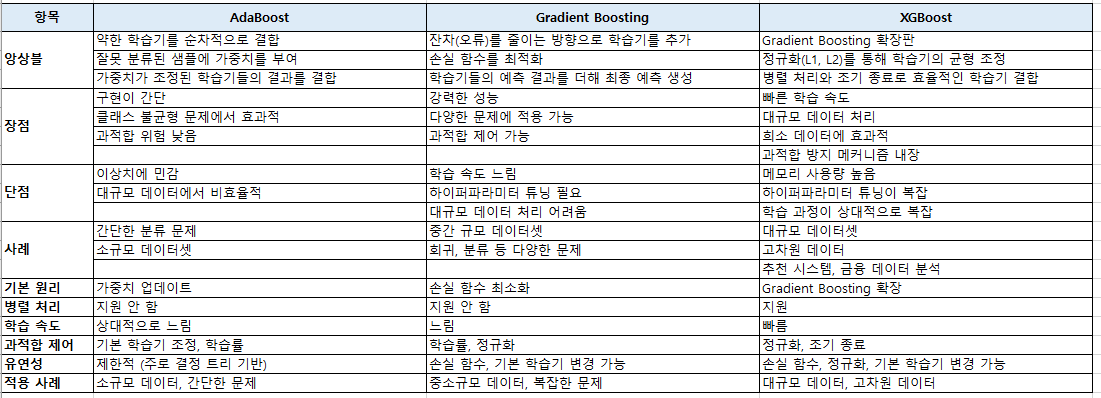 항목 AdaBoost Gradient Boosting XGBoost
앙상블 약한 학습기를 순차적으로 결합 잔차(오류)를 줄이는 방향으로 학습기를 추가 Gradient Boosting 확장판
잘못 분류된 샘플에 가중치를 부여 손실 함수를 최적화 정규화(L1, L2)를 통해 학습기의 균형 조정
가중치가 조정된 학습기들의 결과를 결합 학습기들의 예측 결과를 더해 최종 예측 생성 병렬 처리와 조기 종료로 효율적인 학습기 결합
장점 구현이 간단 강력한 성능 빠른 학습 속도
클래스 불균형 문제에서 효과적 다양한 문제에 적용 가능 대규모 데이터 처리
과적합 위험 낮음 과적합 제어 가능 희소 데이터에 효과적
과적합 방지 메커니즘 내장
단점 이상치에 민감 학습 속도 느림 메모리 사용량 높음
대규모 데이터에서 비효율적 하이퍼파라미터 튜닝 필요 하이퍼파라미터 튜닝이 복잡
대규모 데이터 처리 어려움 학습 과정이 상대적으로 복잡
사례 간단한 분류 문제 중간 규모 데이터셋 대규모 데이터셋
소규모 데이터셋 회귀, 분류 등 다양한 문제 고차원 데이터
추천 시스템, 금융 데이터 분석
기본 원리 가중치 업데이트 손실 함수 최소화 Gradient Boosting 확장
병렬 처리 지원 안 함 지원 안 함 지원
학습 속도 상대적으로 느림 느림 빠름
과적합 제어 기본 학습기 조정, 학습률 학습률, 정규화 정규화, 조기 종료
유연성 제한적 (주로 결정 트리 기반) 손실 함수, 기본 학습기 변경 가능 손실 함수, 정규화, 기본 학습기 변경 가능
적용 사례 소규모 데이터, 간단한 문제 중소규모 데이터, 복잡한 문제 대규모 데이터, 고차원 데이터